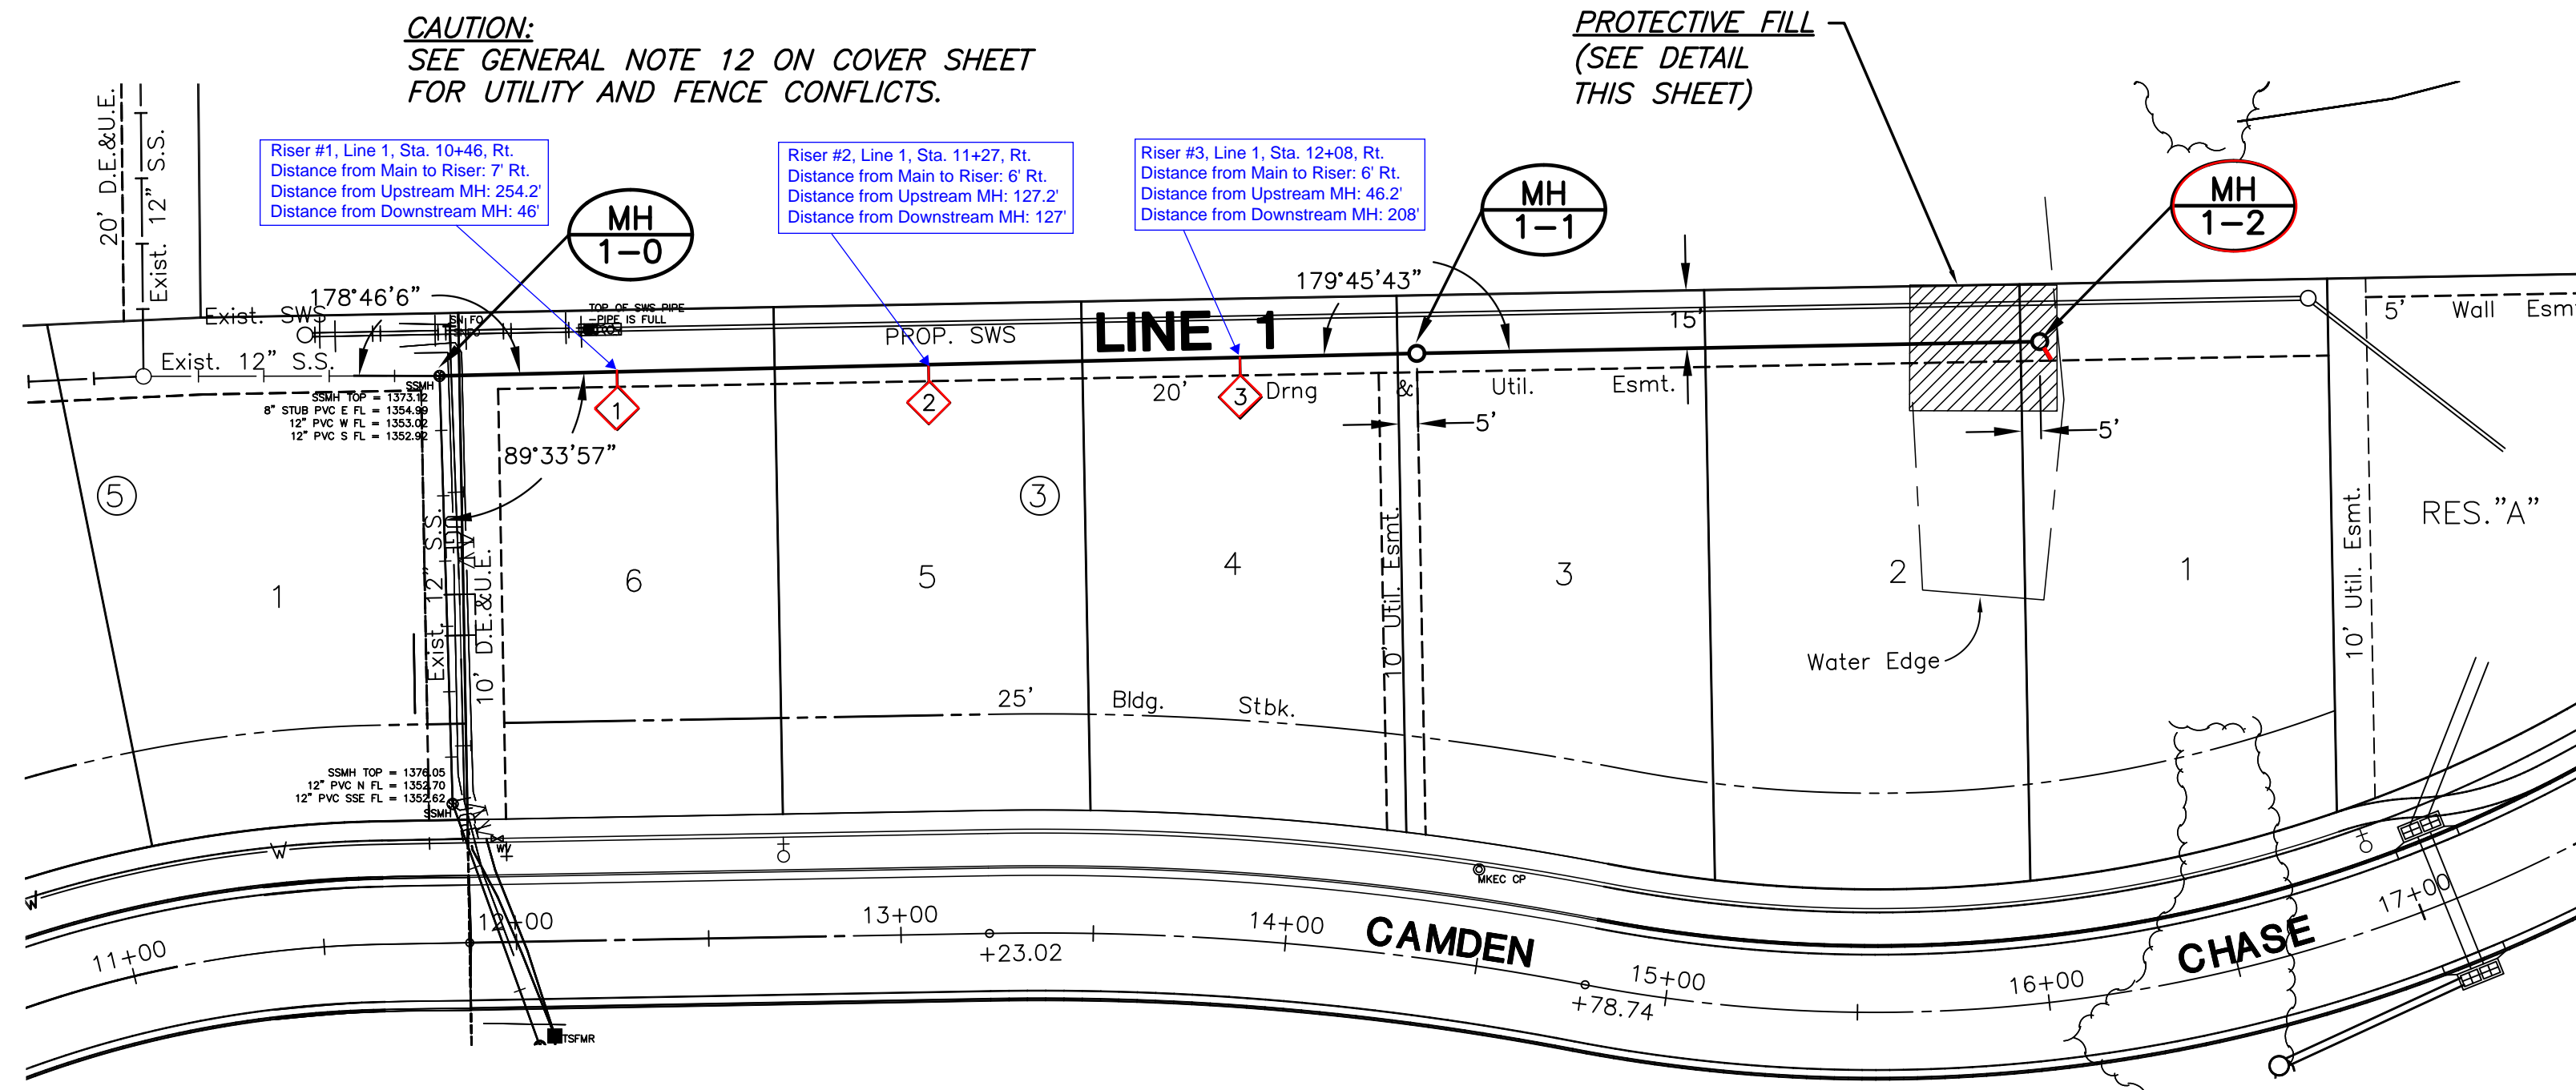 CAUTION:
SEE GENERAL NOTE 12 ON COVER SHEET
FOR UTILITY AND FENCE CONFLICTS.
PROTECTIVE FILL
(SEE DETAIL
THIS SHEET)
20' D.E.&U.E.
Exist. 12" S.S.
Riser #1, Line 1, Sta. 10+46, Rt.
Distance from Main to Riser: 7' Rt.
Distance from Upstream MH: 254.2'
Distance from Downstream MH: 46'
MH
1-0
Riser #2, Line 1, Sta. 11+27, Rt.
Distance from Main to Riser: 6' Rt.
Distance from Upstream MH: 127.2'
Distance from Downstream MH: 127'
Riser #3, Line 1, Sta. 12+08, Rt.
Distance from Main to Riser: 6' Rt.
Distance from Upstream MH: 46.2'
Distance from Downstream MH: 208'
MH
1-1
MH
1-2
178°46'6"
179°45'43"
Exist. SWS
TOP OF SWS PIPE
-PIPE IS FULL
PROP. SWS
LINE 1
15'
5' Wall Esmt
Exist. 12" S.S.
SSMH
SSMH TOP = 1373.12
8" STUB PVC E FL = 1354.99
12" PVC W FL = 1353.02
12" PVC S FL = 1352.92
1
2
3
20' Drng & Util. Esmt.
5'
5'
89°33'57"
5
3
RES."A"
Exist. 12" S.S.
10' D.E.&U.E.
10' Util. Esmt.
10' Util. Esmt.
1
6
5
4
3
2
1
Water Edge
25' Bldg. Stbk.
SSMH TOP = 1376.05
12" PVC N FL = 1352.70
12" PVC SSE FL = 1352.62
SSMH
W
WV
W
MKEC CP
11+00
12+00
13+00
+23.02
14+00
CAMDEN
15+00
+78.74
16+00
CHASE
17+00
TSFMR